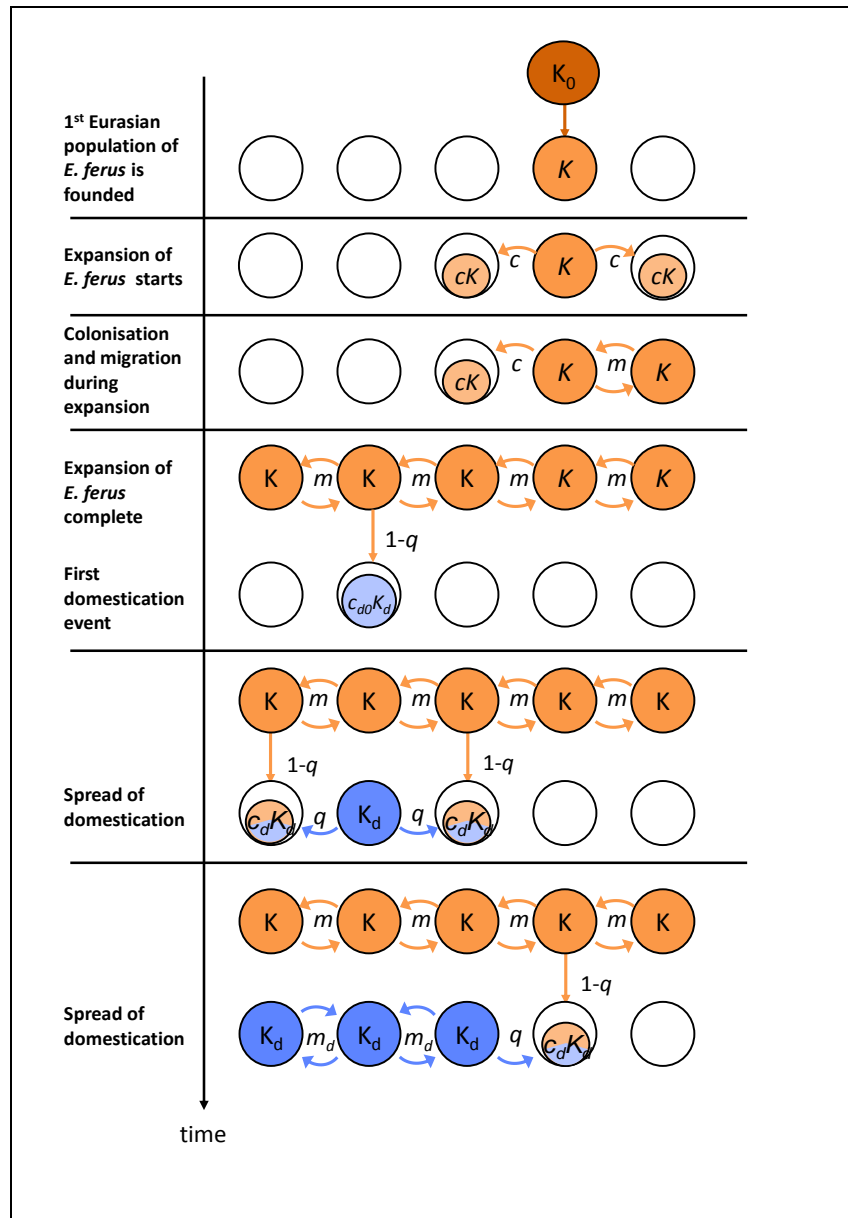 K0
1st Eurasian
population of
E. ferus is
founded
K
Expansion of
E. ferus starts
cK c K c cK
Colonisation
and migration
during
expansion
cK c K m K
Expansion of
E. ferus
complete
K m K m K m K m K
1-q
First
domestication
event
cd0Kd
K m K m K m K m K
1-q 1-q
Spread of
domestication
cdKd q Kd q cdKd
K m K m K m K m K
1-q
Spread of
domestication
Kd md Kd md Kd q cdKd
time